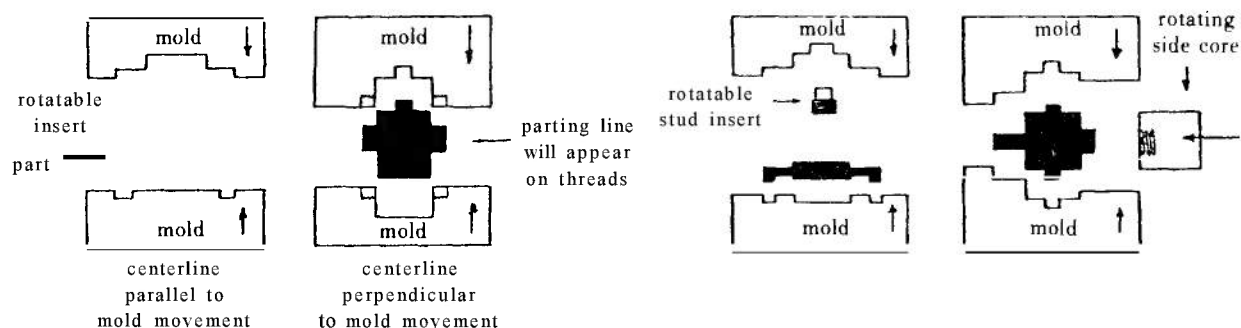 mold
rotatable
insert
part
mold
centerline
parallel to
mold movement
mold
parting line
will appear
on threads
mold
centerline
perpendicular
to mold movement
mold
rotatable
stud insert
mold
mold
rotating
side core
mold